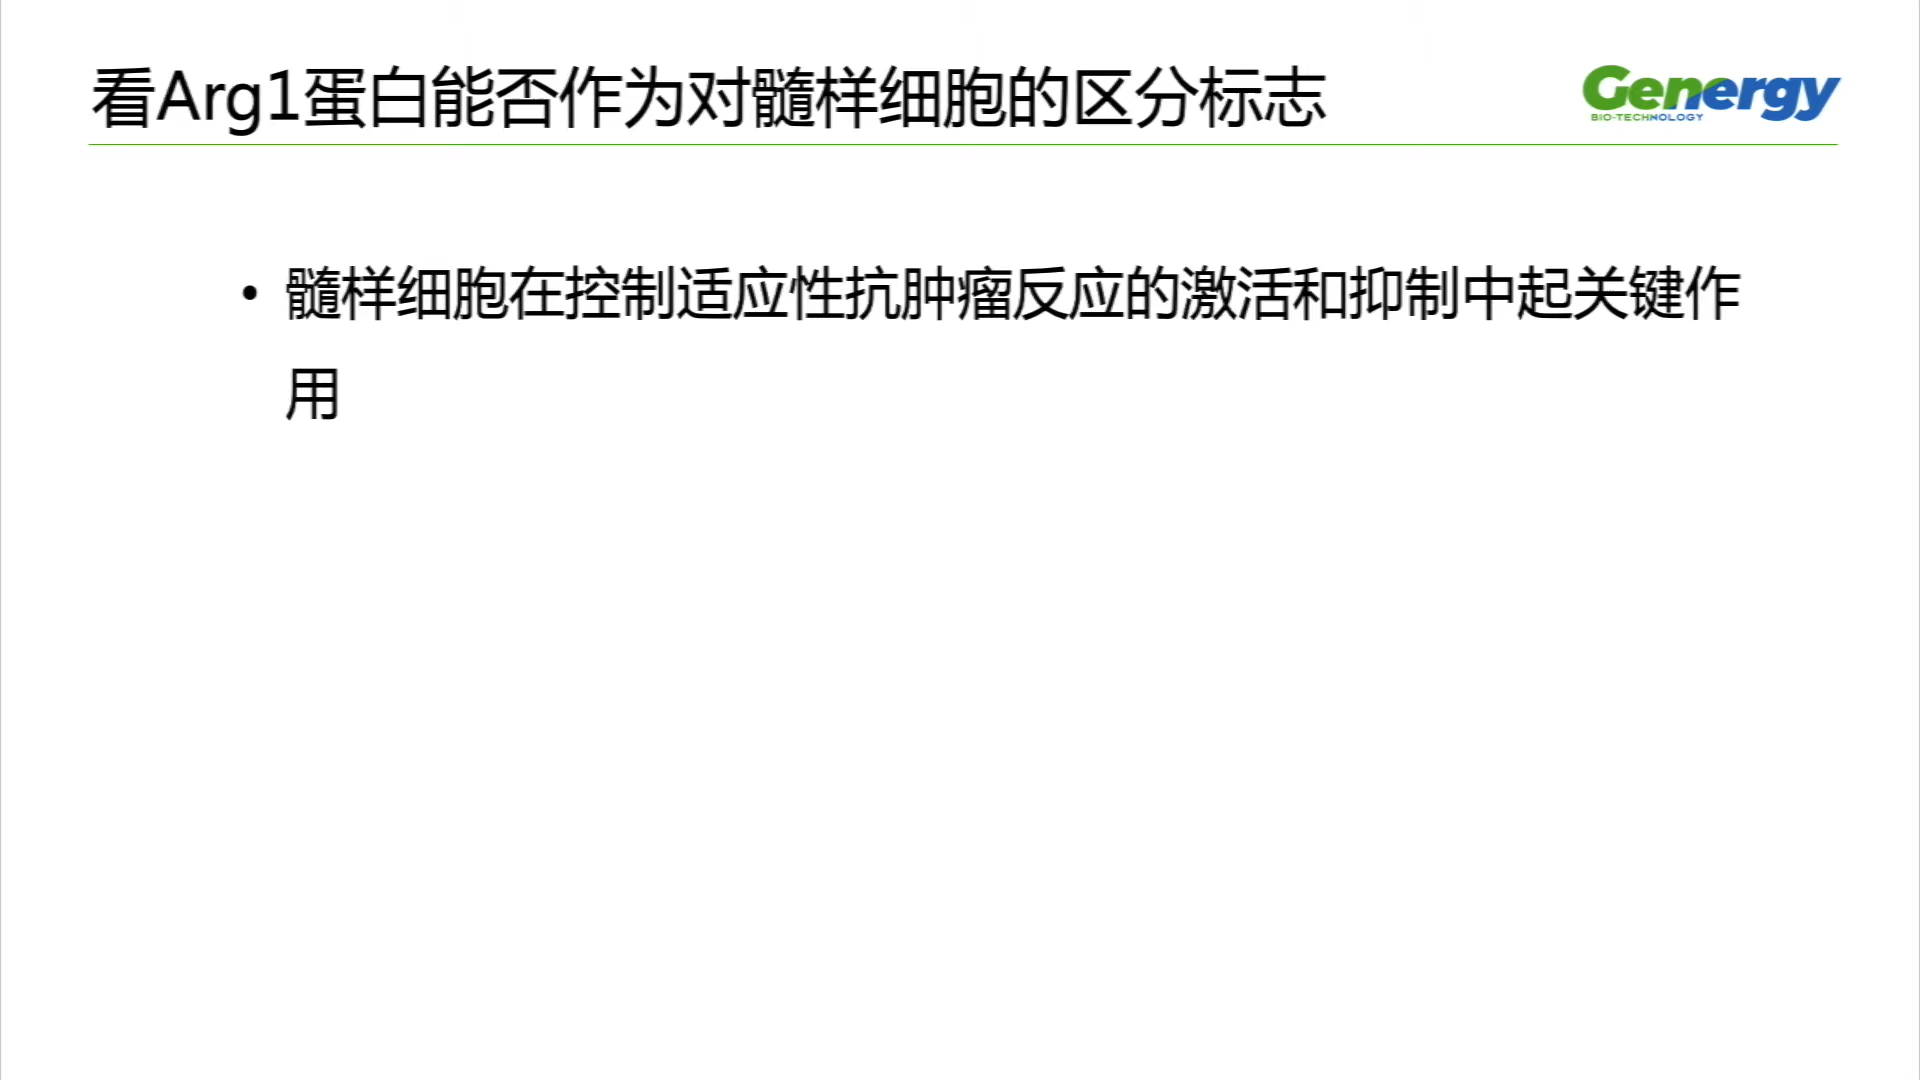 看Arg1蛋白能否作为对髓样细胞的区分标志
Genergy
BIO-TECHNOLOGY
• 髓样细胞在控制适应性抗肿瘤反应的激活和抑制中起关键作
用